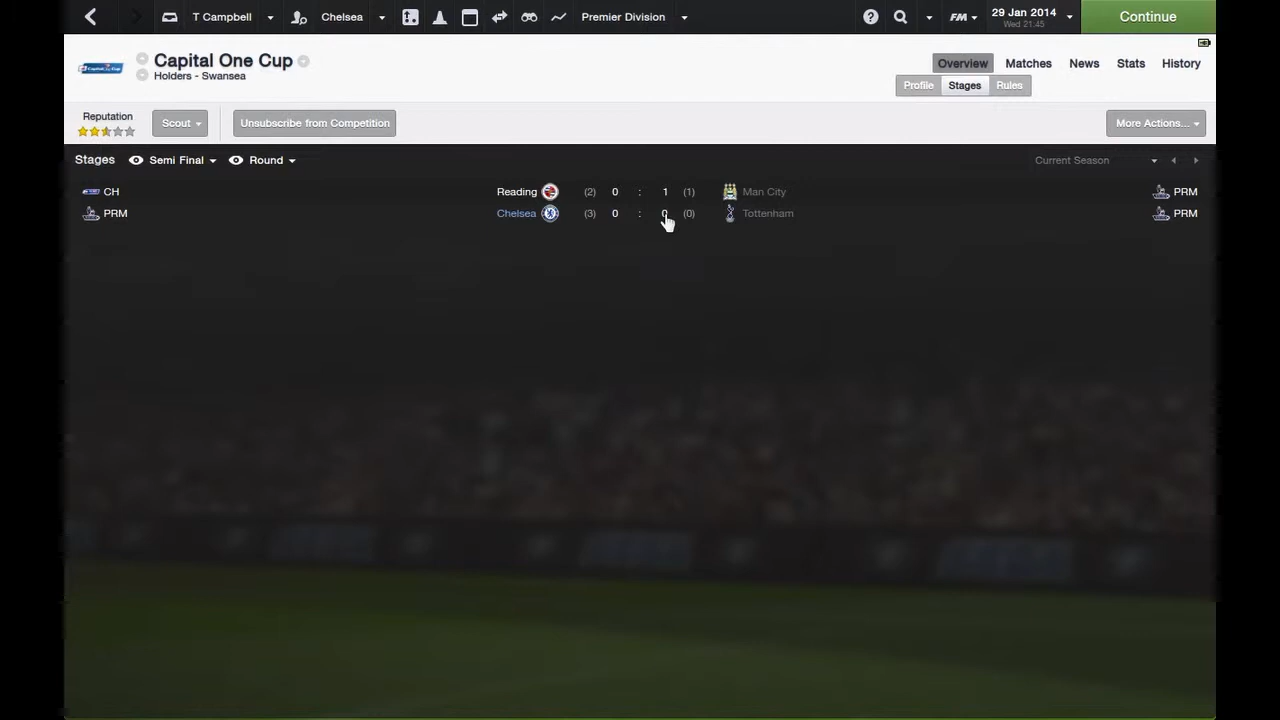 T Campbell Chelsea Premier Division FM 29 Jan 2014 Continue
Wed 21:45
Capital One Cup
Holders - Swansea
Overview Matches News Stats History
Profile Stages Rules
Reputation
Scout Unsubscribe from Competition More Actions...
Stages Semi Final Round Current Season
CH Reading (2) 0 : 1 (1) Man City PRM
PRM Chelsea (3) 0 : 0 (0) Tottenham PRM